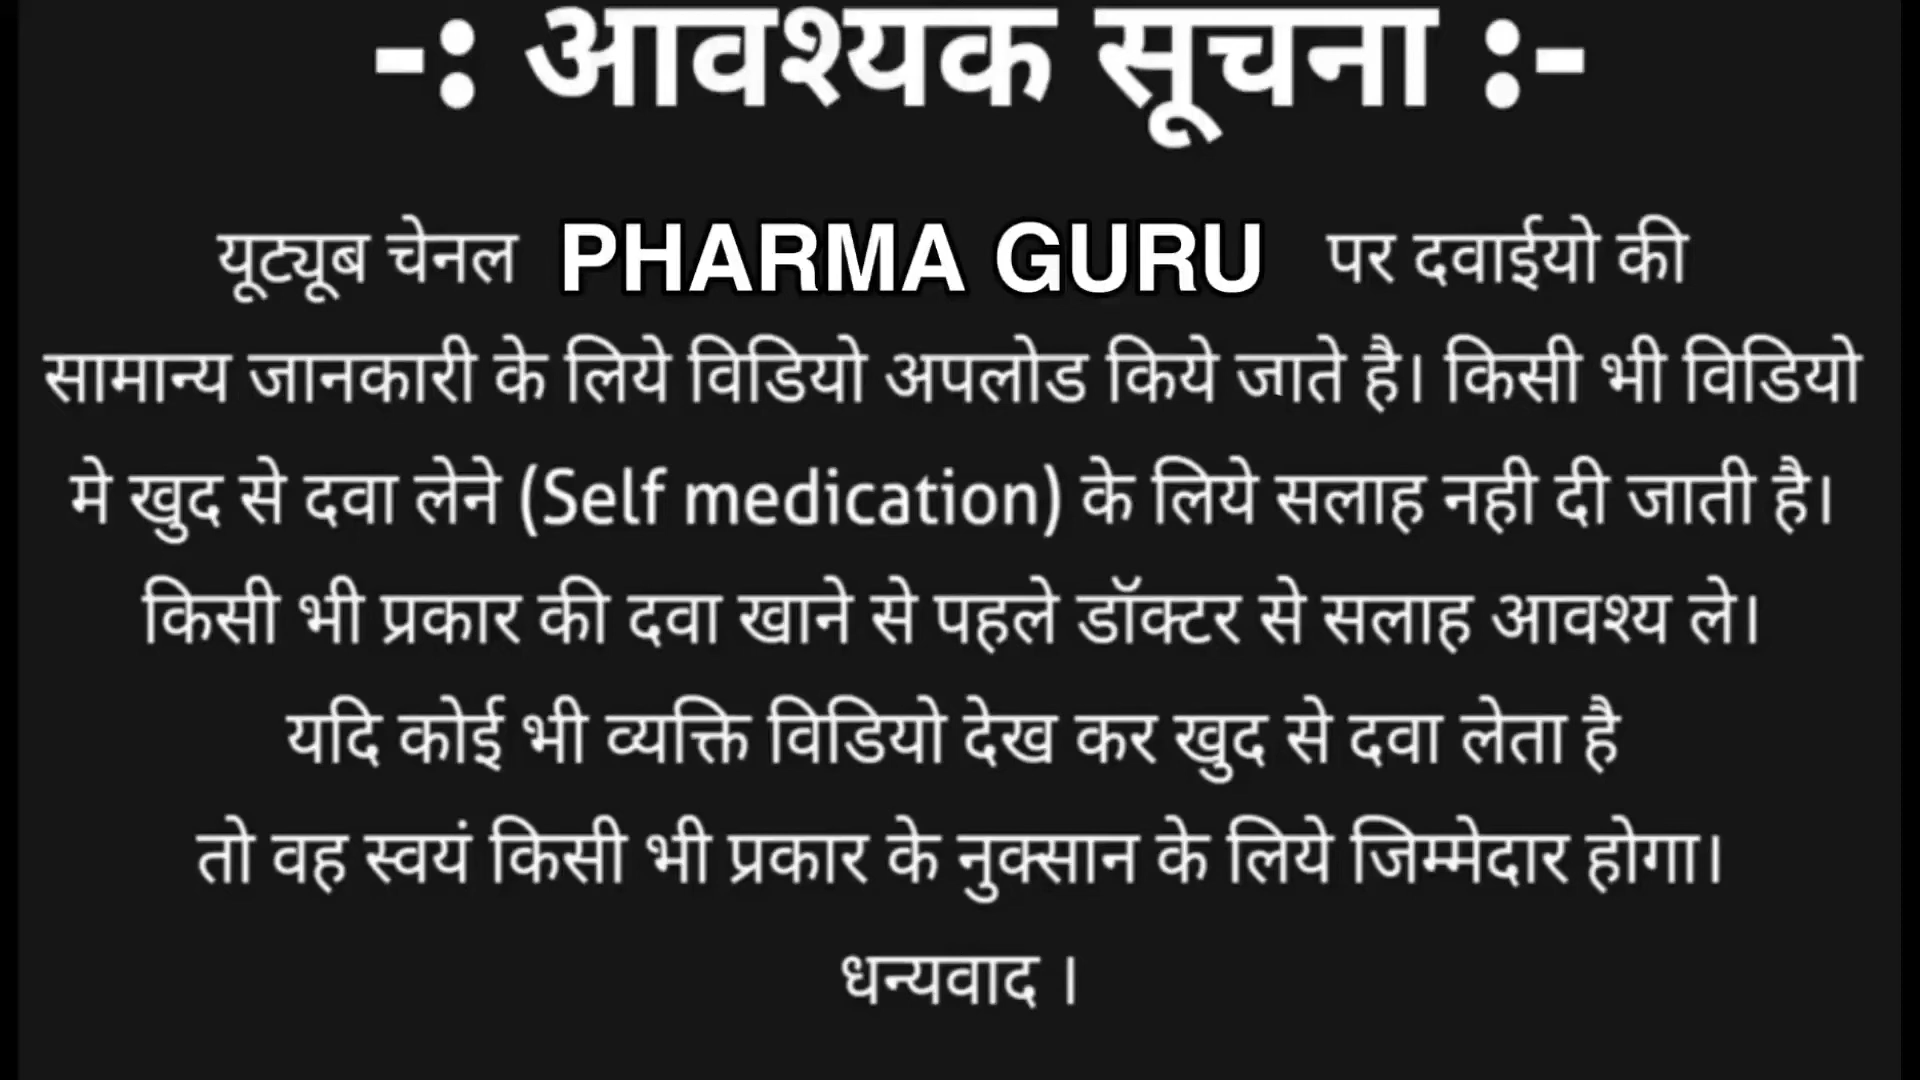 -: आवश्यक सूचना :-
यूट्यूब चेनल PHARMA GURU पर दवाईयो की
सामान्य जानकारी के लिये विडियो अपलोड किये जाते है। किसी भी विडियो
मे खुद से दवा लेने (Self medication) के लिये सलाह नही दी जाती है।
किसी भी प्रकार की दवा खाने से पहले डॉक्टर से सलाह आवश्य ले।
यदि कोई भी व्यक्ति विडियो देख कर खुद से दवा लेता है
तो वह स्वयं किसी भी प्रकार के नुक्सान के लिये जिम्मेदार होगा।
धन्यवाद ।